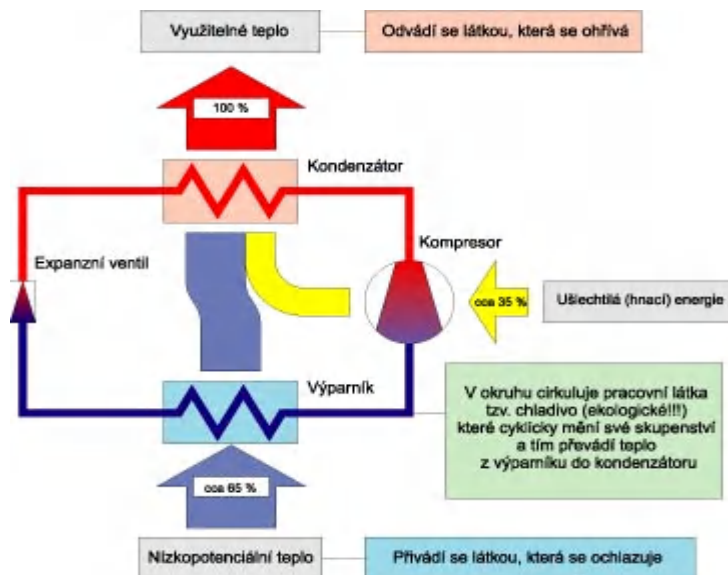 Využitelné teplo
Odvádí se látkou, která se ohřívá
100 %
Kondenzátor
Kompresor
Expanzní ventil
cca 35 %
Ušlechtilá (hnací) energie
Výparník
V okruhu cirkuluje pracovní látka
tzv. chladivo (ekologické!!!)
které cyklicky mění své skupenství
a tím převádí teplo
z výparníku do kondenzátoru
cca 65 %
Nízkopotenciální teplo
Přivádí se látkou, která se ochlazuje